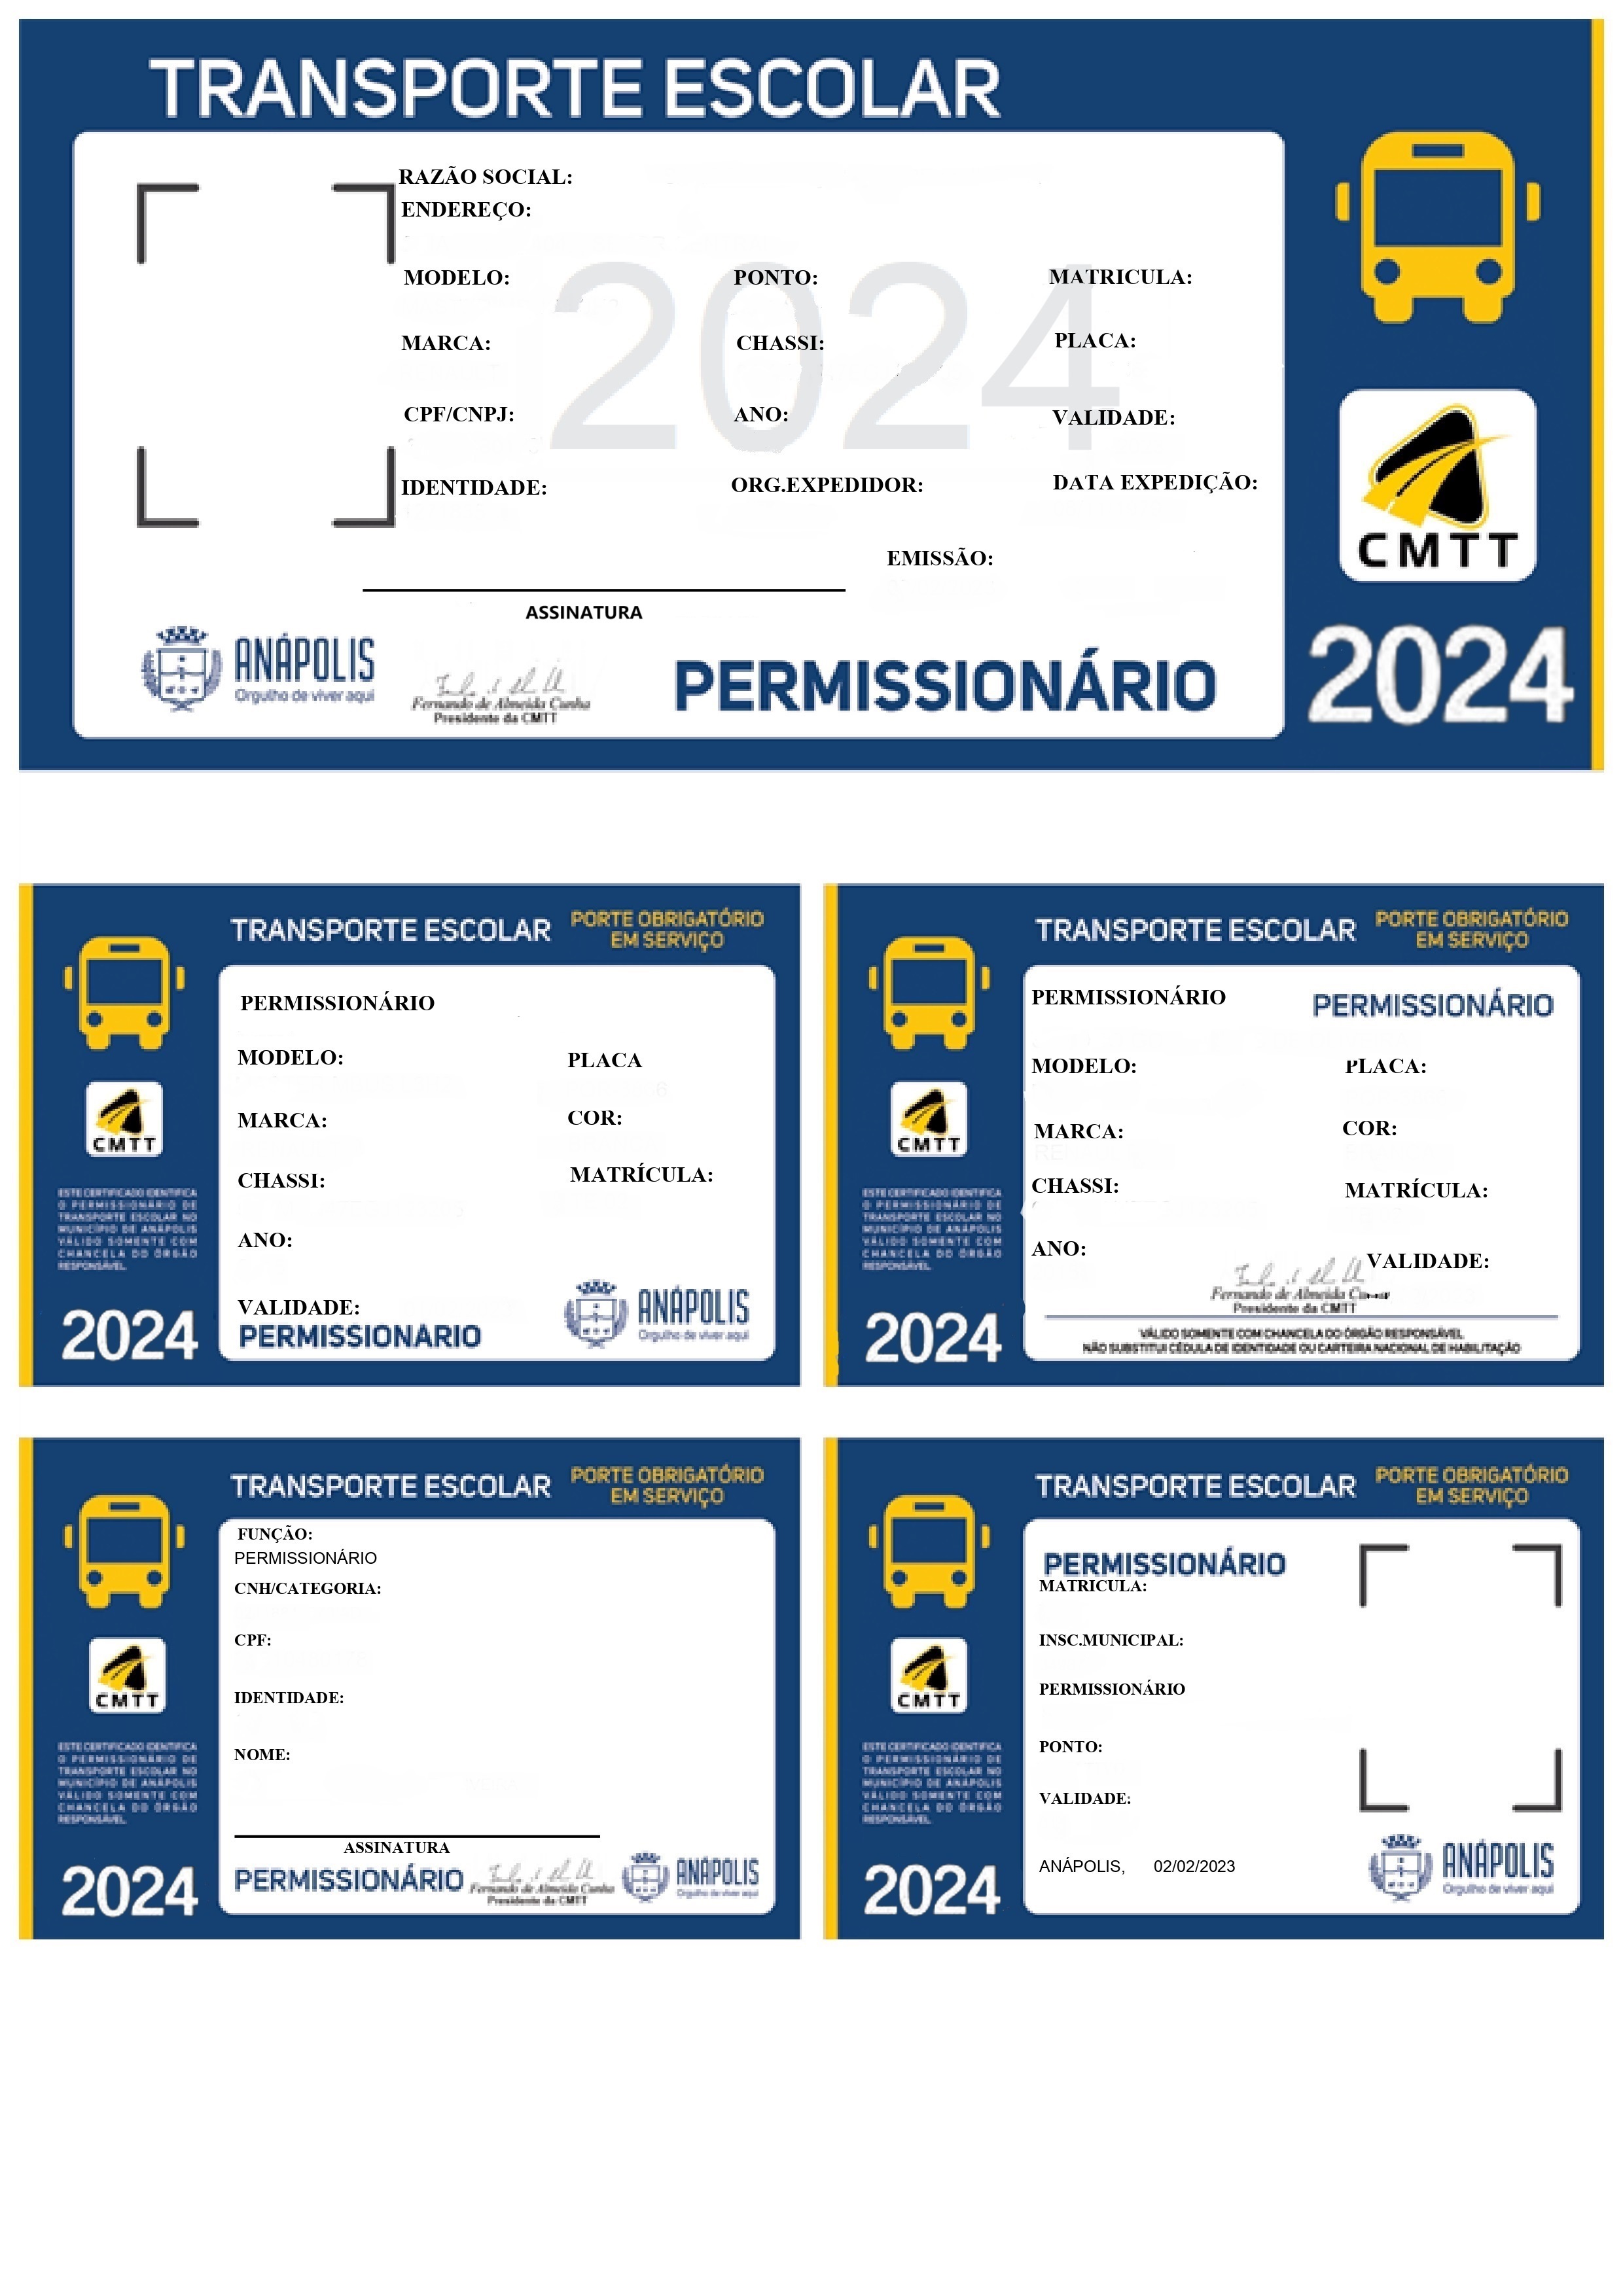 TRANSPORTE ESCOLAR
RAZÃO SOCIAL:
ENDEREÇO:
2024
MODELO: PONTO: MATRICULA:
MARCA: CHASSI: PLACA:
CPF/CNPJ: ANO: VALIDADE:
IDENTIDADE: ORG.EXPEDIDOR: DATA EXPEDIÇÃO:
EMISSÃO:
ASSINATURA
ANÁPOLIS
Orgulho de viver aqui
Fernando de Almeida Cunha
Presidente da CMTT
PERMISSIONÁRIO
CMTT
2024
TRANSPORTE ESCOLAR
PORTE OBRIGATÓRIO
EM SERVIÇO
PERMISSIONÁRIO
MODELO: PLACA
MARCA: COR:
CHASSI: MATRÍCULA:
ANO:
VALIDADE:
PERMISSIONÁRIO
ANÁPOLIS
Orgulho de viver aqui
CMTT
ESTE CERTIFICADO IDENTIFICA
O PERMISSIONÁRIO DE
TRANSPORTE ESCOLAR NO
MUNICÍPIO DE ANÁPOLIS
VÁLIDO SOMENTE COM
CHANCELA DO ÓRGÃO
RESPONSÁVEL
2024
TRANSPORTE ESCOLAR
PORTE OBRIGATÓRIO
EM SERVIÇO
PERMISSIONÁRIO PERMISSIONÁRIO
MODELO: PLACA:
MARCA: COR:
CHASSI: MATRÍCULA:
ANO: VALIDADE:
Fernando de Almeida
Presidente da CMTT
VÁLIDO SOMENTE COM CHANCELA DO ÓRGÃO RESPONSÁVEL
NÃO SUBSTITUI CÉDULA DE IDENTIDADE OU CARTEIRA NACIONAL DE HABILITAÇÃO
CMTT
ESTE CERTIFICADO IDENTIFICA
O PERMISSIONÁRIO DE
TRANSPORTE ESCOLAR NO
MUNICÍPIO DE ANÁPOLIS
VÁLIDO SOMENTE COM
CHANCELA DO ÓRGÃO
RESPONSÁVEL
2024
TRANSPORTE ESCOLAR
PORTE OBRIGATÓRIO
EM SERVIÇO
FUNÇÃO:
PERMISSIONÁRIO
CNH/CATEGORIA:
CPF:
IDENTIDADE:
NOME:
ASSINATURA
PERMISSIONÁRIO
Fernando de Almeida Cunha
Presidente da CMTT
ANÁPOLIS
Orgulho de viver aqui
CMTT
ESTE CERTIFICADO IDENTIFICA
O PERMISSIONÁRIO DE
TRANSPORTE ESCOLAR NO
MUNICÍPIO DE ANÁPOLIS
VÁLIDO SOMENTE COM
CHANCELA DO ÓRGÃO
RESPONSÁVEL
2024
TRANSPORTE ESCOLAR
PORTE OBRIGATÓRIO
EM SERVIÇO
PERMISSIONÁRIO
MATRICULA:
INSC.MUNICIPAL:
PERMISSIONÁRIO
PONTO:
VALIDADE:
ANÁPOLIS, 02/02/2023
ANÁPOLIS
Orgulho de viver aqui
CMTT
ESTE CERTIFICADO IDENTIFICA
O PERMISSIONÁRIO DE
TRANSPORTE ESCOLAR NO
MUNICÍPIO DE ANÁPOLIS
VÁLIDO SOMENTE COM
CHANCELA DO ÓRGÃO
RESPONSÁVEL
2024